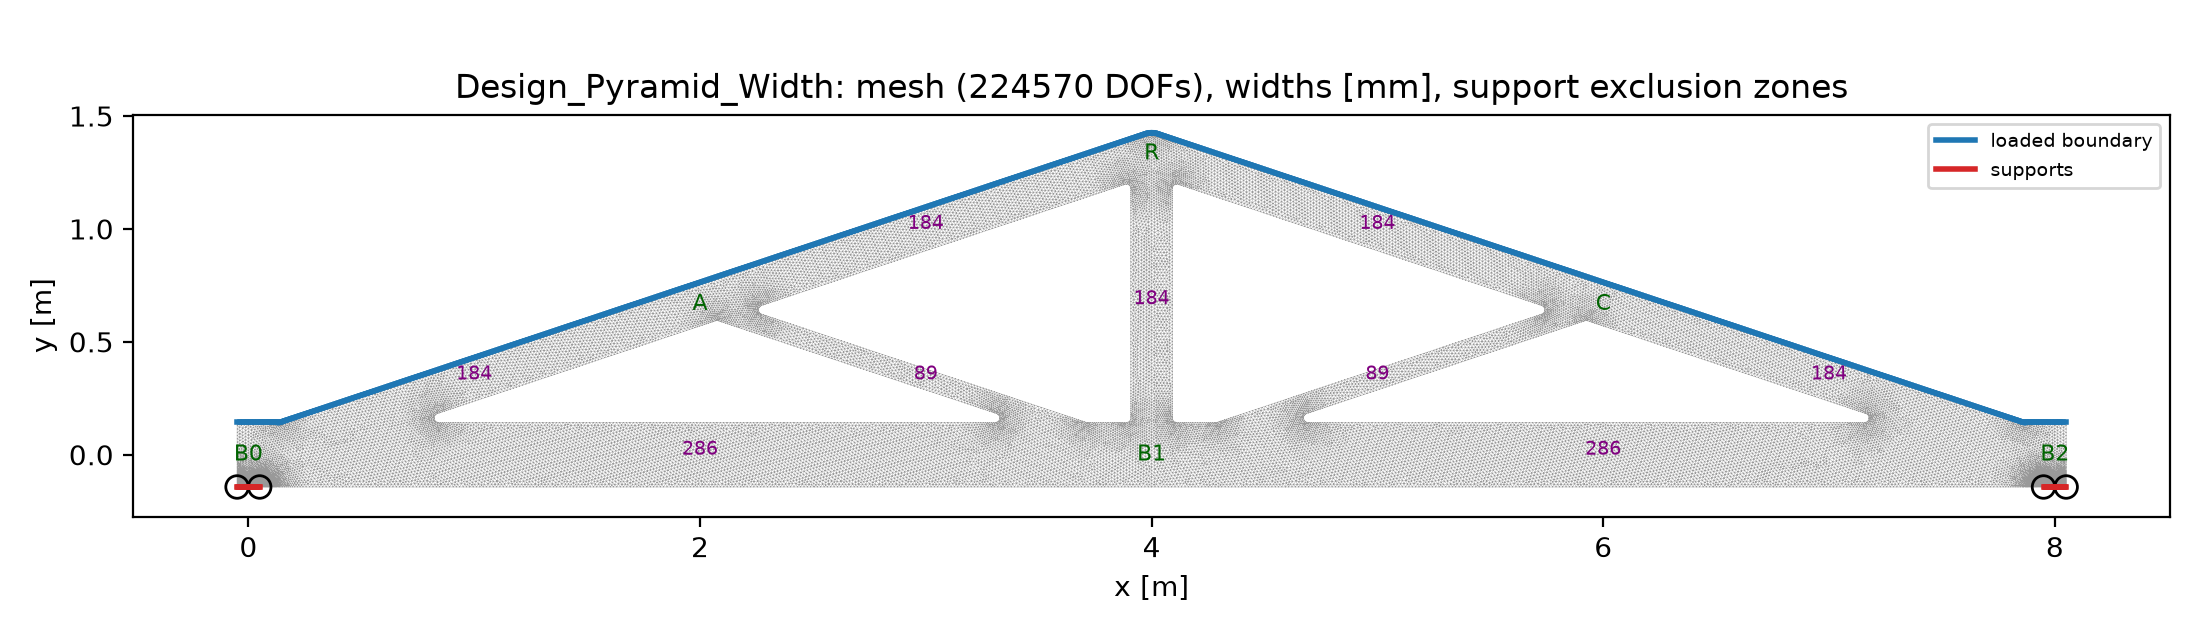 Design_Pyramid_Width: mesh (224570 DOFs), widths [mm], support exclusion zones
loaded boundary
supports
1.5
1.0
0.5
0.0
y [m]
R
184
184
184
A
C
184
89
89
184
B0
286
B1
286
B2
0
2
4
6
8
x [m]